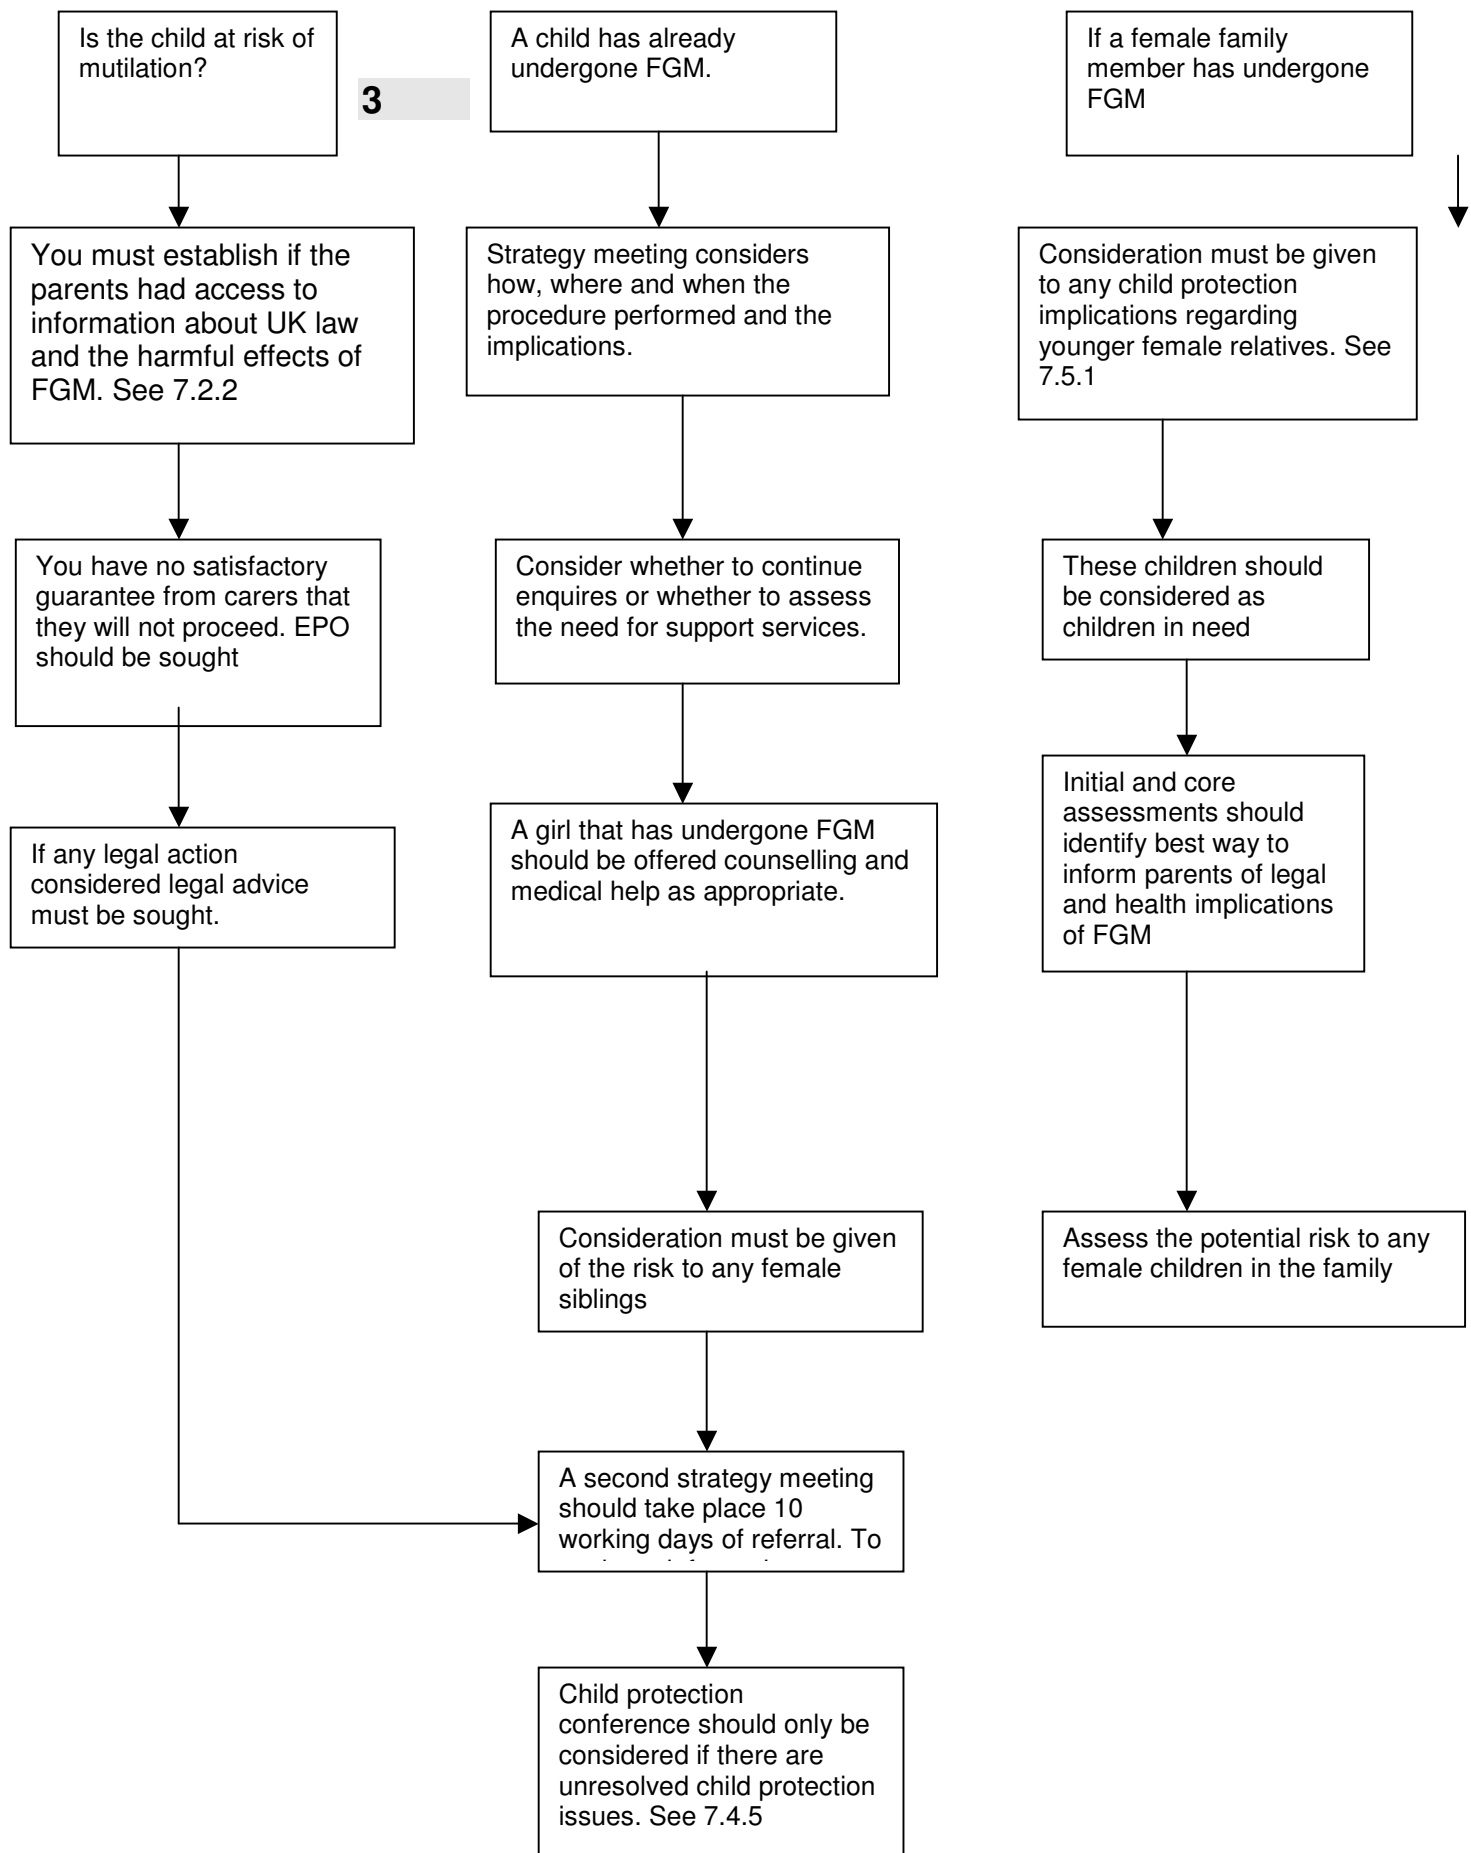 Is the child at risk of
mutilation?
3
A child has already
undergone FGM.
If a female family
member has undergone
FGM
You must establish if the
parents had access to
information about UK law
and the harmful effects of
FGM. See 7.2.2
Strategy meeting considers
how, where and when the
procedure performed and the
implications.
Consideration must be given
to any child protection
implications regarding
younger female relatives. See
7.5.1
You have no satisfactory
guarantee from carers that
they will not proceed. EPO
should be sought
Consider whether to continue
enquires or whether to assess
the need for support services.
These children should
be considered as
children in need
If any legal action
considered legal advice
must be sought.
A girl that has undergone FGM
should be offered counselling and
medical help as appropriate.
Initial and core
assessments should
identify best way to
inform parents of legal
and health implications
of FGM
Consideration must be given
of the risk to any female
siblings
Assess the potential risk to any
female children in the family
A second strategy meeting
should take place 10
working days of referral. To
Child protection
conference should only be
considered if there are
unresolved child protection
issues. See 7.4.5